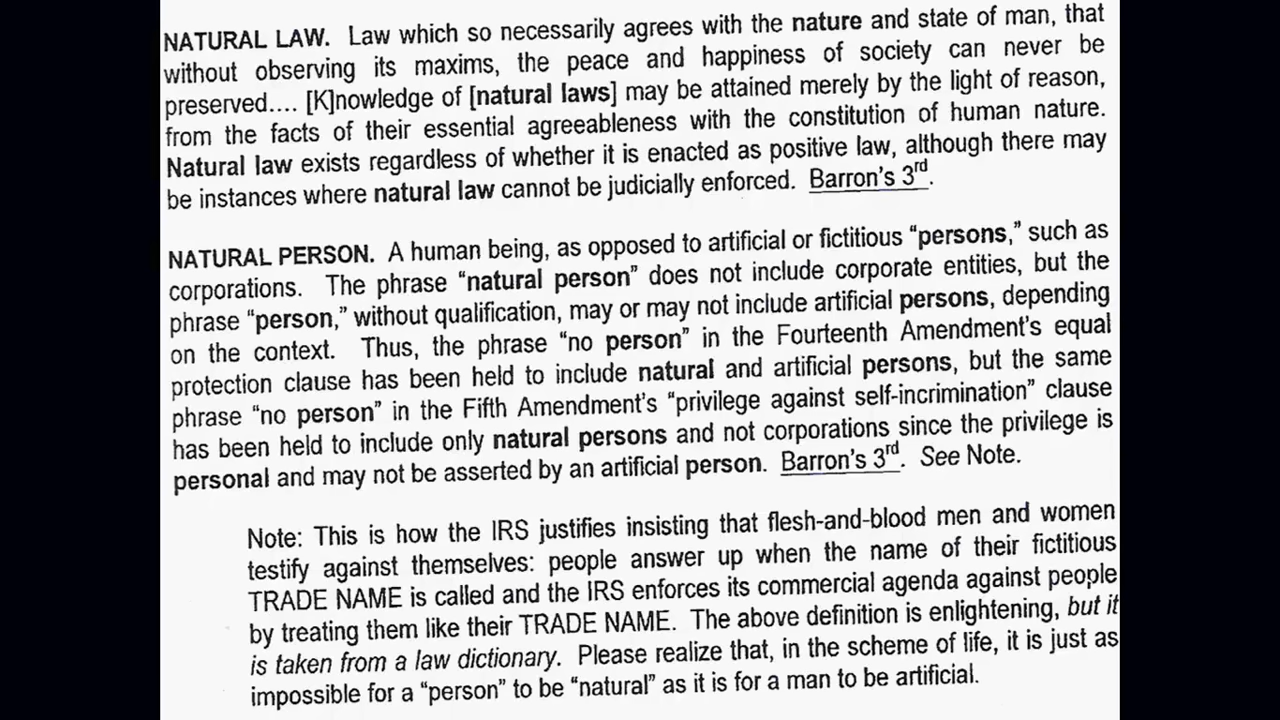 NATURAL LAW. Law which so necessarily agrees with the nature and state of man, that
without observing its maxims, the peace and happiness of society can never be
preserved.... [K]nowledge of [natural laws] may be attained merely by the light of reason,
from the facts of their essential agreeableness with the constitution of human nature.
Natural law exists regardless of whether it is enacted as positive law, although there may
be instances where natural law cannot be judicially enforced. Barron's 3rd.
NATURAL PERSON. A human being, as opposed to artificial or fictitious "persons," such as
corporations. The phrase "natural person" does not include corporate entities, but the
phrase "person," without qualification, may or may not include artificial persons, depending
on the context. Thus, the phrase "no person" in the Fourteenth Amendment's equal
protection clause has been held to include natural and artificial persons, but the same
phrase "no person" in the Fifth Amendment's "privilege against self-incrimination" clause
has been held to include only natural persons and not corporations since the privilege is
personal and may not be asserted by an artificial person. Barron's 3rd. See Note.
Note: This is how the IRS justifies insisting that flesh-and-blood men and women
testify against themselves: people answer up when the name of their fictitious
TRADE NAME is called and the IRS enforces its commercial agenda against people
by treating them like their TRADE NAME. The above definition is enlightening, but it
is taken from a law dictionary. Please realize that, in the scheme of life, it is just as
impossible for a "person" to be "natural" as it is for a man to be artificial.